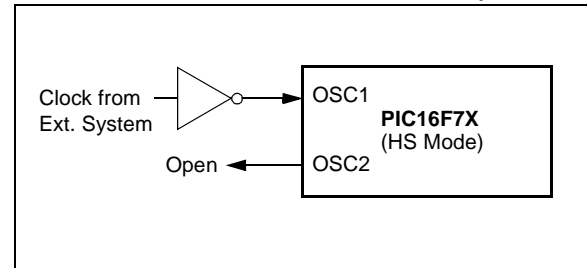 Clock from
Ext. System
OSC1
PIC16F7X
(HS Mode)
Open
OSC2